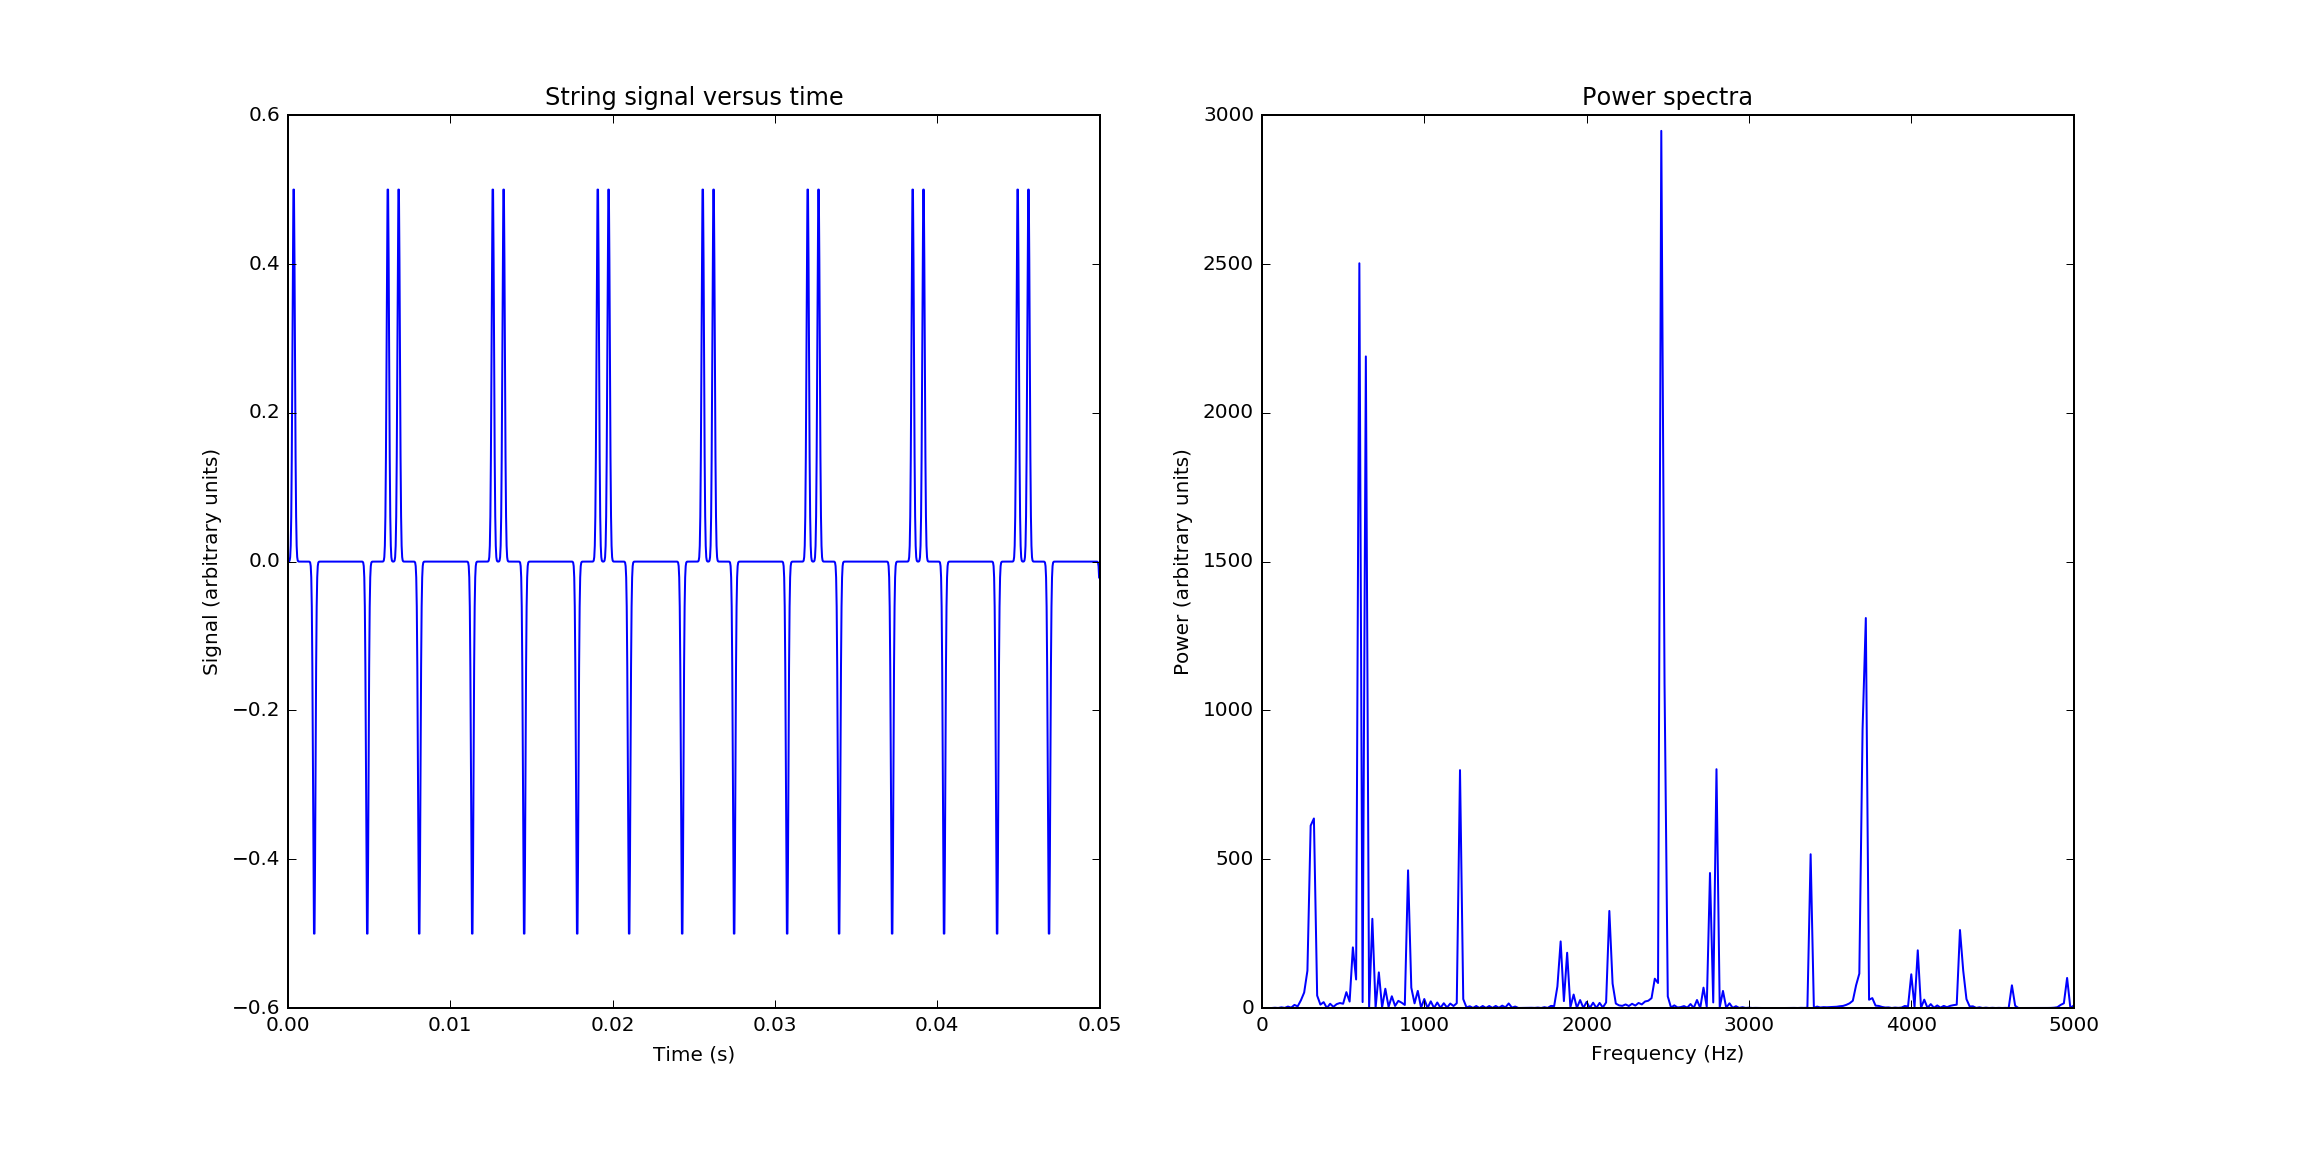 String signal versus time
Signal (arbitrary units)
0.6
0.4
0.2
0.0
−0.2
−0.4
−0.6
0.00 0.01 0.02 0.03 0.04 0.05
Time (s)
Power spectra
Power (arbitrary units)
3000
2500
2000
1500
1000
500
0
0 1000 2000 3000 4000 5000
Frequency (Hz)